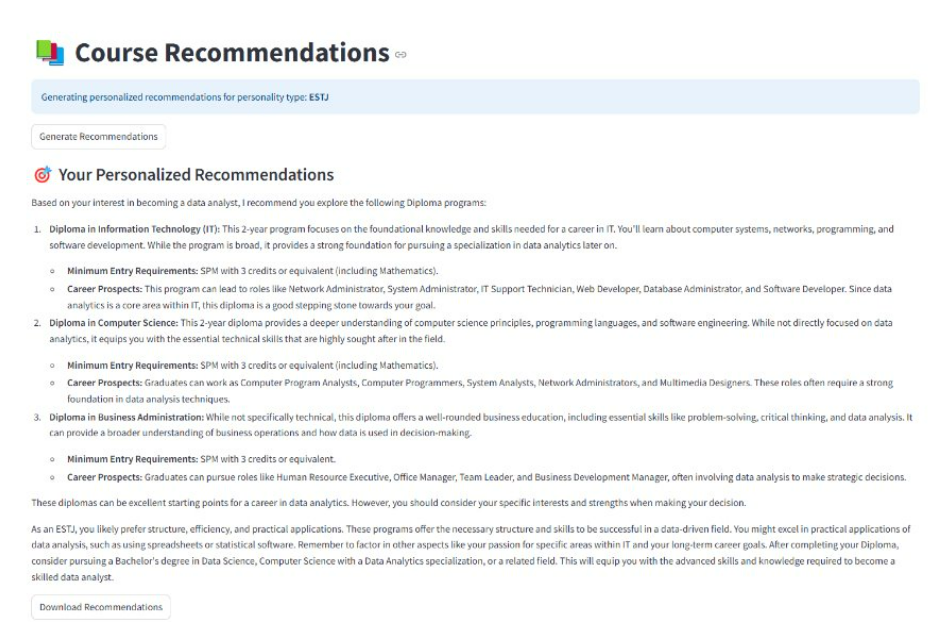 Course Recommendations
Generating personalized recommendations for personality type: ESTJ
Generate Recommendations
Your Personalized Recommendations
Based on your interest in becoming a data analyst, I recommend you explore the following Diploma programs:
1. Diploma in Information Technology (IT): This 2-year program focuses on the foundational knowledge and skills needed for a career in IT. You'll learn about computer systems, networks, programming, and
software development. While the program is broad, it provides a strong foundation for pursuing a specialization in data analytics later on.
Minimum Entry Requirements: SPM with 3 credits or equivalent (including Mathematics).
Career Prospects: This program can lead to roles like Network Administrator, System Administrator, IT Support Technician, Web Developer, Database Administrator, and Software Developer. Since data
analytics is a core area within IT, this diploma is a good stepping stone towards your goal.
2. Diploma in Computer Science: This 2-year diploma provides a deeper understanding of computer science principles, programming languages, and software engineering. While not directly focused on data
analytics, it equips you with the essential technical skills that are highly sought after in the field.
Minimum Entry Requirements: SPM with 3 credits or equivalent (including Mathematics).
Career Prospects: Graduates can work as Computer Program Analysts, Computer Programmers, System Analysts, Network Administrators, and Multimedia Designers. These roles often require a strong
foundation in data analysis techniques.
3. Diploma in Business Administration: While not specifically technical, this diploma offers a well-rounded business education, including essential skills like problem-solving, critical thinking, and data analysis. It
can provide a broader understanding of business operations and how data is used in decision-making.
Minimum Entry Requirements: SPM with 3 credits or equivalent.
Career Prospects: Graduates can pursue roles like Human Resource Executive, Office Manager, Team Leader, and Business Development Manager, often involving data analysis to make strategic decisions.
These diplomas can be excellent starting points for a career in data analytics. However, you should consider your specific interests and strengths when making your decision.
As an ESTJ, you likely prefer structure, efficiency, and practical applications. These programs offer the necessary structure and skills to be successful in a data-driven field. You might excel in practical applications of
data analysis, such as using spreadsheets or statistical software. Remember to factor in other aspects like your passion for specific areas within IT and your long-term career goals. After completing your Diploma,
consider pursuing a Bachelor's degree in Data Science, Computer Science with a Data Analytics specialization, or a related field. This will equip you with the advanced skills and knowledge required to become a
skilled data analyst.
Download Recommendations